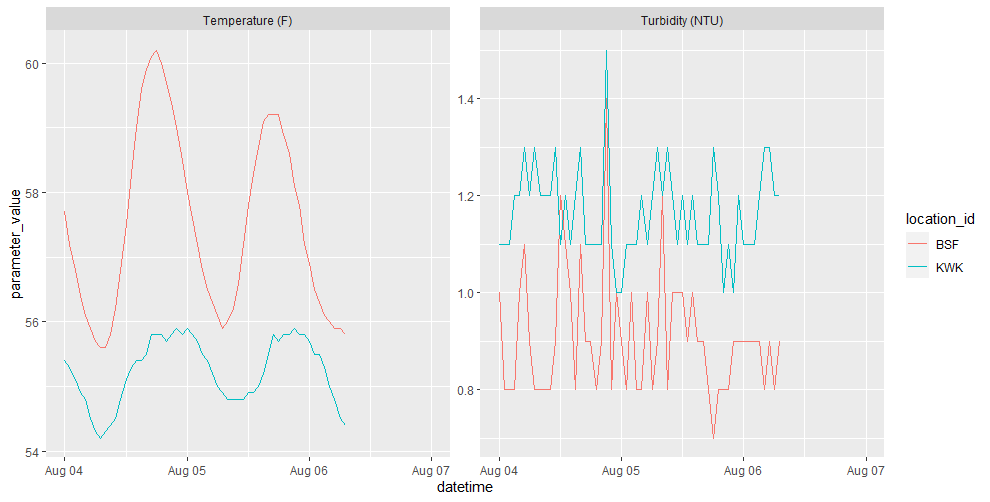 Temperature (F)
Turbidity (NTU)
parameter_value
60
58
56
54
1.4
1.2
1.0
0.8
Aug 04
Aug 05
Aug 06
Aug 07
Aug 04
Aug 05
Aug 06
Aug 07
datetime
location_id
BSF
KWK